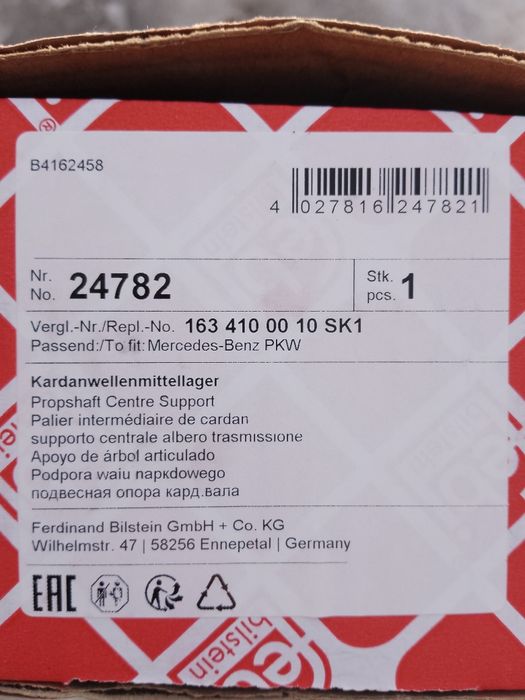 B4162458
4 027816 247821
Nr.
No. 24782
Stk.
pcs. 1
Vergl.-Nr./Repl.-No. 163 410 00 10 SK1
Passend:/To fit: Mercedes-Benz PKW
Kardanwellenmittellager
Propshaft Centre Support
Palier intermédiaire de cardan
supporto centrale albero trasmissione
Apoyo de árbol articulado
Podpora wału napędowego
подвесная опора кард.вала
Ferdinand Bilstein GmbH + Co. KG
Wilhelmstr. 47 | 58256 Ennepetal | Germany
EAC
bilstein